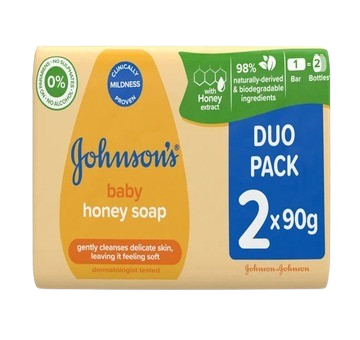 NO PARABENS · NO SULPHATES · NO ALCOHOL
0%
CLINICALLY
MILDNESS
PROVEN
with
Honey
extract
98%
naturally-derived
& biodegradable
ingredients
1 = 2
Bar Bottles
Johnson's®
baby
honey soap
gently cleanses delicate skin,
leaving it feeling soft
dermatologist tested
DUO
PACK
2x90g
Johnson+Johnson